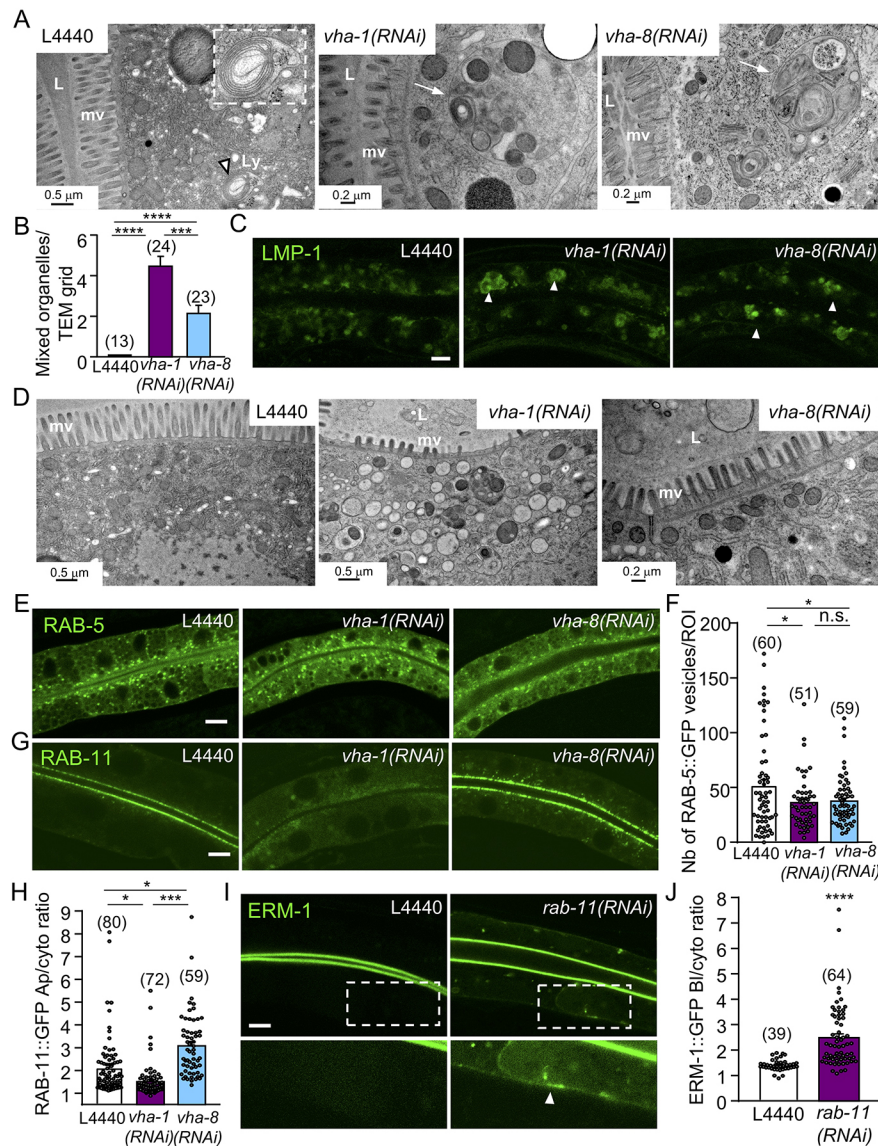 A
L4440
vha-1(RNAi)
vha-8(RNAi)
L
mv
Ly
0.5 μm
mv
0.2 μm
L
mv
0.2 μm
B
Mixed organelles/
TEM grid
6
4
2
0
****
**** ***
(13)
(24)
(23)
L4440 vha-1 vha-8
(RNAi) (RNAi)
C
LMP-1
L4440
vha-1(RNAi)
vha-8(RNAi)
D
L4440
vha-1(RNAi)
vha-8(RNAi)
mv
0.5 μm
L
mv
0.5 μm
L
mv
0.2 μm
E
RAB-5
L4440
vha-1(RNAi)
vha-8(RNAi)
F
Nb of RAB-5::GFP vesicles/ROI
200
150
100
50
0
*
* n.s.
(60)
(51)
(59)
L4440 vha-1 vha-8
(RNAi) (RNAi)
G
RAB-11
L4440
vha-1(RNAi)
vha-8(RNAi)
H
RAB-11::GFP Ap/cyto ratio
9
8
7
6
5
4
3
2
1
*
* ***
(80)
(72)
(59)
L4440 vha-1 vha-8
(RNAi) (RNAi)
I
ERM-1
L4440
rab-11(RNAi)
J
ERM-1::GFP Bl/cyto ratio
8
7
6
5
4
3
2
1
0
****
(39)
(64)
L4440 rab-11
(RNAi)